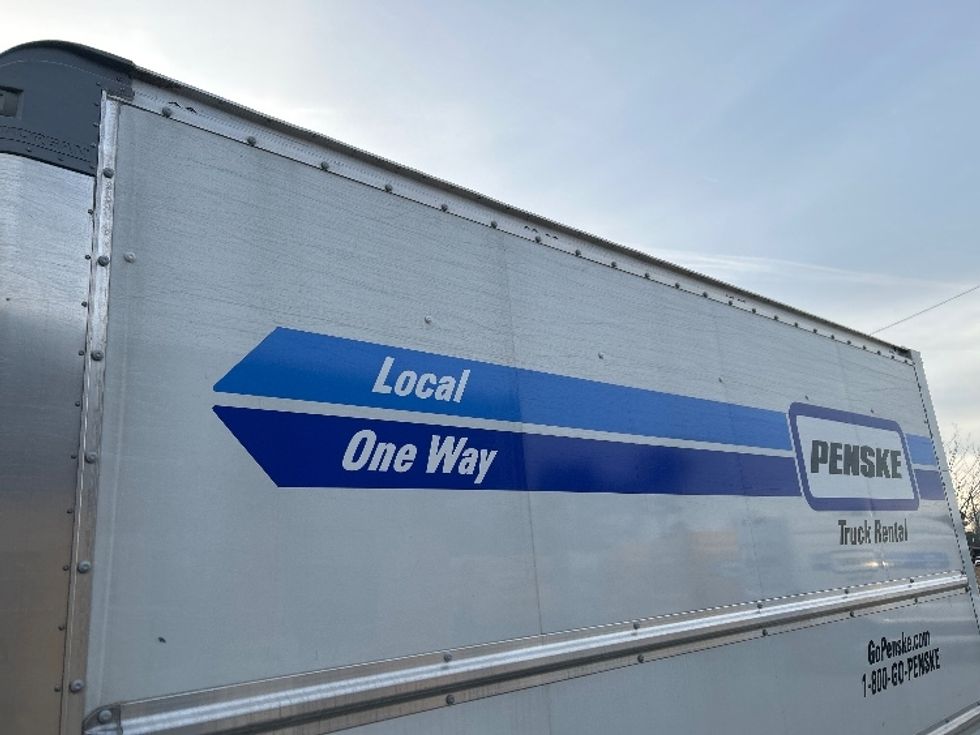 Local
One Way
PENSKE
Truck Rental
GoPenske.com
1-800-GO-PENSKE